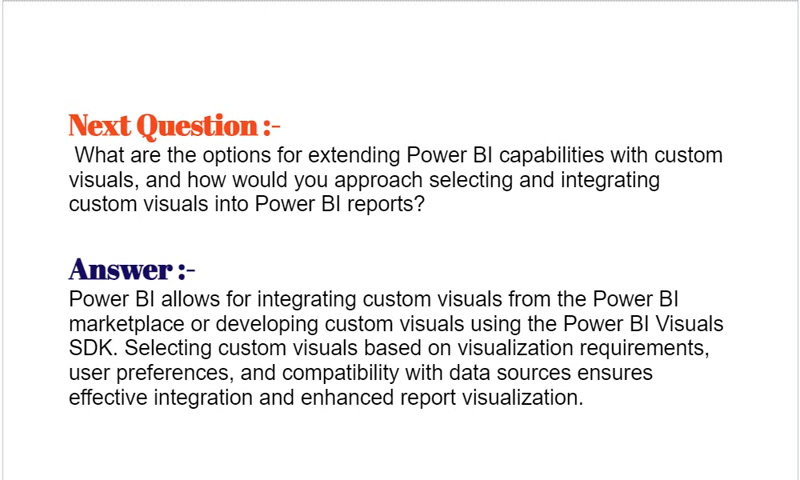 Next Question :-
What are the options for extending Power BI capabilities with custom
visuals, and how would you approach selecting and integrating
custom visuals into Power BI reports?
Answer :-
Power BI allows for integrating custom visuals from the Power BI
marketplace or developing custom visuals using the Power BI Visuals
SDK. Selecting custom visuals based on visualization requirements,
user preferences, and compatibility with data sources ensures
effective integration and enhanced report visualization.